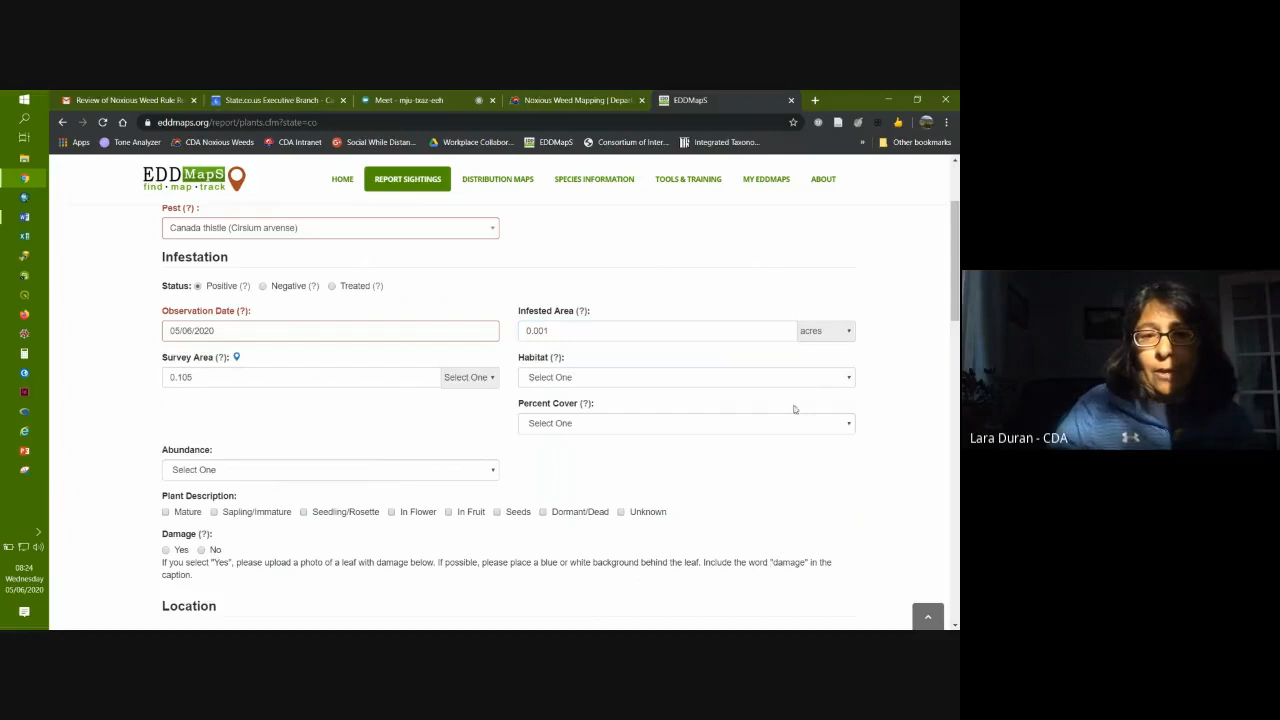 Review of Noxious Weed Rule R
State.co.us Executive Branch - Ca
Meet - mju-txaz-eeh
Noxious Weed Mapping | Depart
EDDMapS
eddmaps.org/report/plants.cfm?state=co
Apps
Tone Analyzer
CDA Noxious Weeds
CDA Intranet
Social While Distan...
Workplace Collabor...
EDDMapS
Consortium of Inter...
Integrated Taxono...
»
Other bookmarks
EDDMapS
find • map • track
HOME
REPORT SIGHTINGS
DISTRIBUTION MAPS
SPECIES INFORMATION
TOOLS & TRAINING
MY EDDMAPS
ABOUT
Pest (?) :
Canada thistle (Cirsium arvense)
Infestation
Status: Positive (?) Negative (?) Treated (?)
Observation Date (?):
05/06/2020
Infested Area (?):
0.001 acres
Survey Area (?):
0.105 Select One
Habitat (?):
Select One
Percent Cover (?):
Select One
Abundance:
Select One
Plant Description:
Mature Sapling/Immature Seedling/Rosette In Flower In Fruit Seeds Dormant/Dead Unknown
Damage (?):
Yes No
If you select "Yes", please upload a photo of a leaf with damage below. If possible, please place a blue or white background behind the leaf. Include the word "damage" in the
caption.
Location
08:24
Wednesday
05/06/2020
Lara Duran - CDA